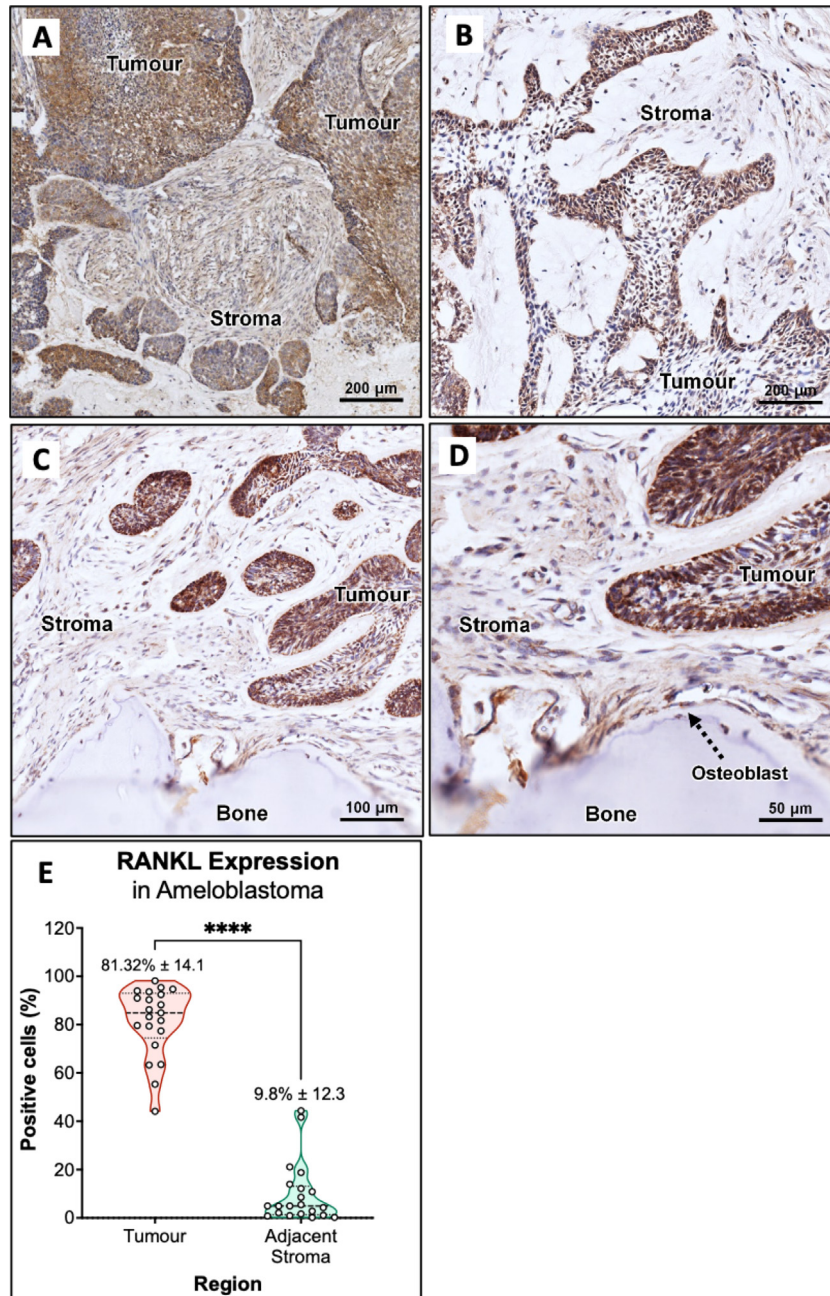 A
Tumour
Tumour
Stroma
200 µm
B
Stroma
Tumour
200 µm
C
Stroma
Tumour
Bone
100 µm
D
Tumour
Stroma
Osteoblast
Bone
50 µm
E
RANKL Expression
in Ameloblastoma
****
81.32% ± 14.1
9.8% ± 12.3
Positive cells (%)
120
100
80
60
40
20
0
Tumour
Adjacent
Stroma
Region